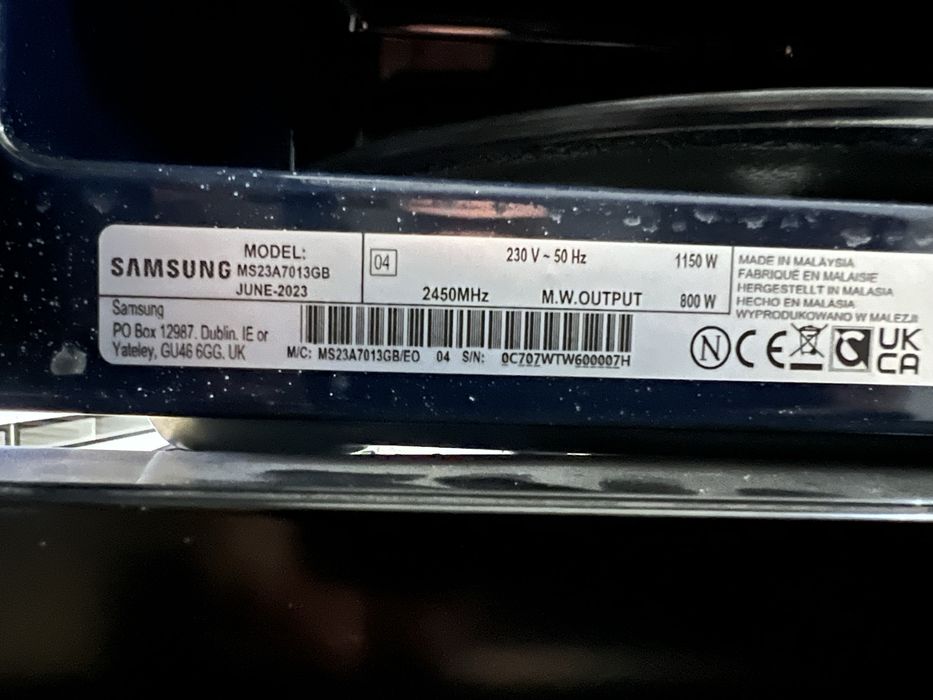 SAMSUNG
MODEL:
MS23A7013GB
JUNE-2023
04
230 V ~ 50 Hz
1150 W
2450MHz
M.W.OUTPUT
800 W
MADE IN MALAYSIA
FABRIQUÉ EN MALAISIE
HERGESTELLT IN MALASIA
HECHO EN MALASIA
WYPRODUKOWANO W MALEZJI
Samsung
PO Box 12987. Dublin. IE or
Yateley, GU46 6GG. UK
M/C: MS23A7013GB/EO 04 S/N: 0C707WTW600007H
N CE UK
CA